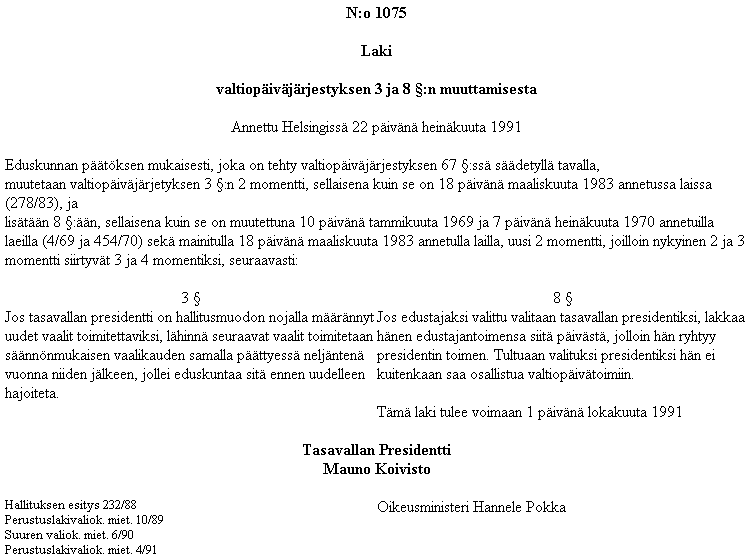 N:o 1075
Laki
valtiopäiväjärjestyksen 3 ja 8 §:n muuttamisesta
Annettu Helsingissä 22 päivänä heinäkuuta 1991
Eduskunnan päätöksen mukaisesti, joka on tehty valtiopäiväjärjestyksen 67 §:ssä säädetyllä tavalla,
muutetaan valtiopäiväjärjetyksen 3 §:n 2 momentti, sellaisena kuin se on 18 päivänä maaliskuuta 1983 annetussa laissa
(278/83), ja
lisätään 8 §:ään, sellaisena kuin se on muutettuna 10 päivänä tammikuuta 1969 ja 7 päivänä heinäkuuta 1970 annetuilla
laeilla (4/69 ja 454/70) sekä mainitulla 18 päivänä maaliskuuta 1983 annetulla lailla, uusi 2 momentti, jolloin nykyinen 2 ja 3
momentti siirtyvät 3 ja 4 momentiksi, seuraavasti:
3 §
Jos tasavallan presidentti on hallitusmuodon nojalla määrännyt
uudet vaalit toimitettaviksi, lähinnä seuraavat vaalit toimitetaan
säännönmukaisen vaalikauden samalla päättyessä neljäntenä
vuonna niiden jälkeen, jollei eduskuntaa sitä ennen uudelleen
hajoiteta.
8 §
Jos edustajaksi valittu valitaan tasavallan presidentiksi, lakkaa
hänen edustajantoimensa siitä päivästä, jolloin hän ryhtyy
presidentin toimen. Tultuaan valituksi presidentiksi hän ei
kuitenkaan saa osallistua valtiopäivätoimiin.
Tämä laki tulee voimaan 1 päivänä lokakuuta 1991
Tasavallan Presidentti
Mauno Koivisto
Hallituksen esitys 232/88
Perustuslakivaliok. miet. 10/89
Suuren valiok. miet. 6/90
Perustuslakivaliok. miet. 4/91
Oikeusministeri Hannele Pokka